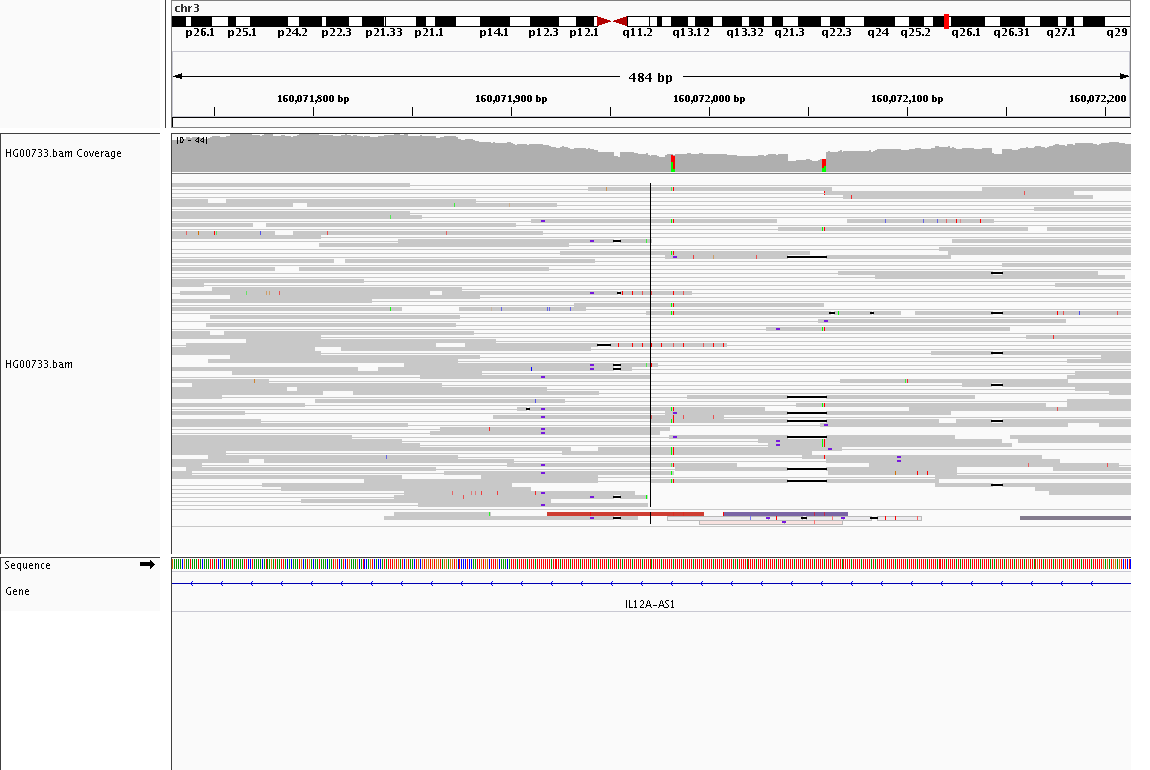 chr3
p26.1 p25.1 p24.2 p22.3 p21.33 p21.1 p14.1 p12.3 p12.1 q11.2 q13.12 q13.32 q21.3 q22.3 q24 q25.2 q26.1 q26.31 q27.1 q29
484 bp
160,071,800 bp 160,071,900 bp 160,072,000 bp 160,072,100 bp 160,072,200
[0 - 44]
HG00733.bam Coverage
HG00733.bam
Sequence
Gene
IL12A-AS1